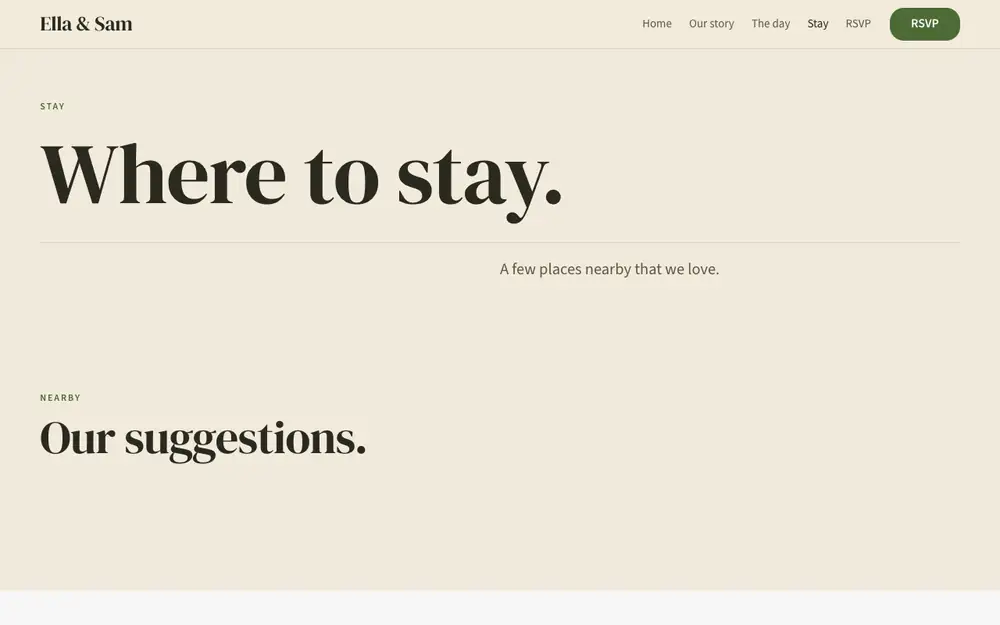 Ella & Sam
Home Our story The day Stay RSVP RSVP
STAY
Where to stay.
A few places nearby that we love.
NEARBY
Our suggestions.